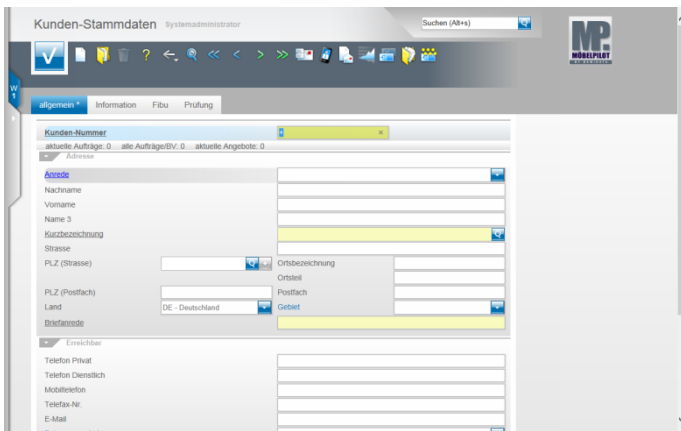 Kunden-Stammdaten Systemadministrator
Suchen (Alt+s)
MP.
MÖBELPILOT
W
1
allgemein * Information Fibu Prüfung
Kunden-Nummer
aktuelle Aufträge: 0 alle Aufträge/BV: 0 aktuelle Angebote: 0
Adresse
Anrede
Nachname
Vorname
Name 3
Kurzbezeichnung
Strasse
PLZ (Strasse) Ortsbezeichnung
Ortsteil
PLZ (Postfach) Postfach
Land DE - Deutschland Gebiet
Briefanrede
Erreichbar
Telefon Privat
Telefon Dienstlich
Mobiltelefon
Telefax-Nr.
E-Mail